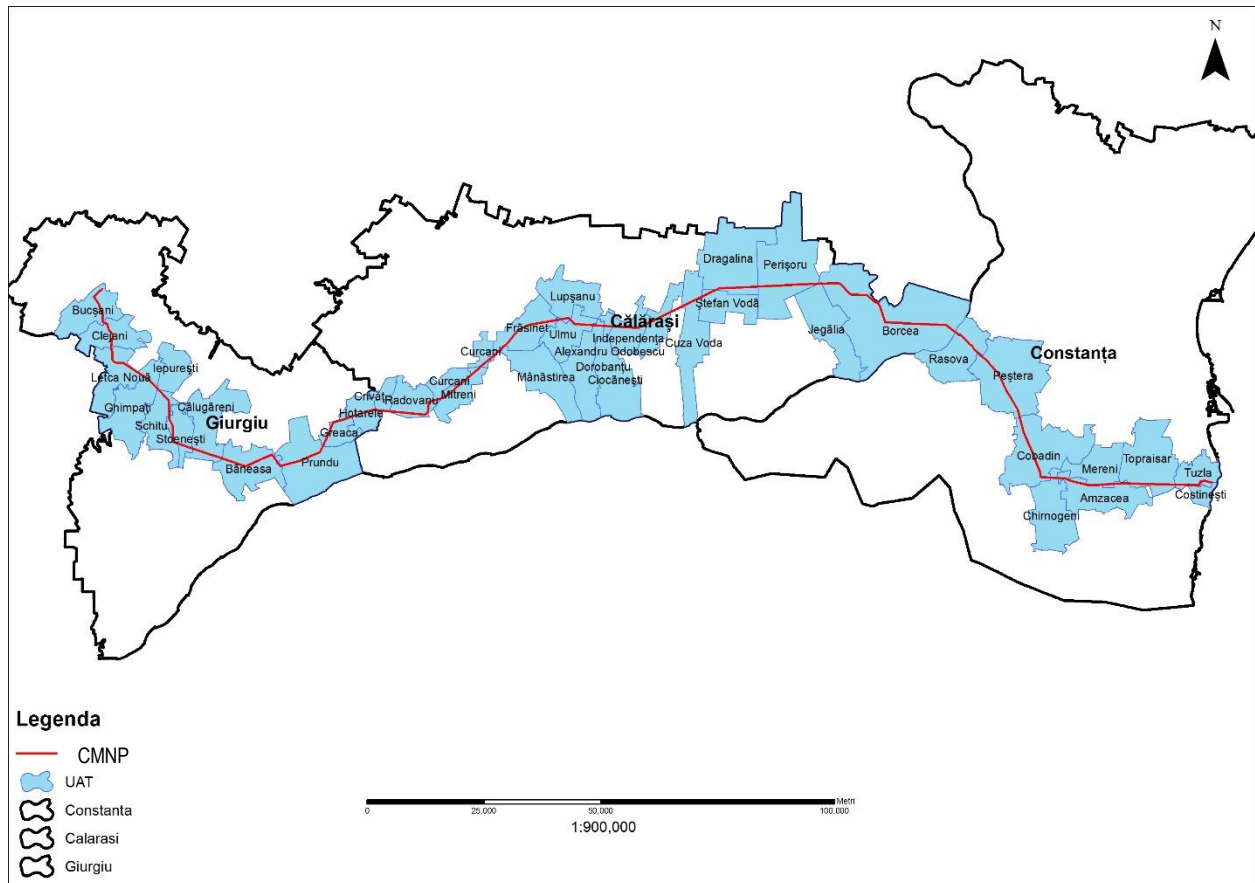 N
Dragalina
Perișoru
Bucșani
Lupșanu
Ștefan Vodă
Clejani
Frăsinet
Ulmu
Călărași
Independența
Cuza Voda
Jegălia
Borcea
Iepurești
Curcani
Alexandru Odobescu
Rasova
Constanța
Letca Nouă
Mânăstirea
Dorobanțu
Ciocănești
Peștera
Ghimpați
Călugăreni
Crivăț
Radovanu
Curcani
Mitreni
Schitu
Giurgiu
Hotarele
Stoenești
Greaca
Băneasa
Prundu
Cobadin
Mereni
Topraisar
Tuzla
Amzacea
Costinești
Chirnogeni
Legenda
CMNP
UAT
Constanta
Calarasi
Giurgiu
Metri
0 25,000 50,000 100,000
1:900,000